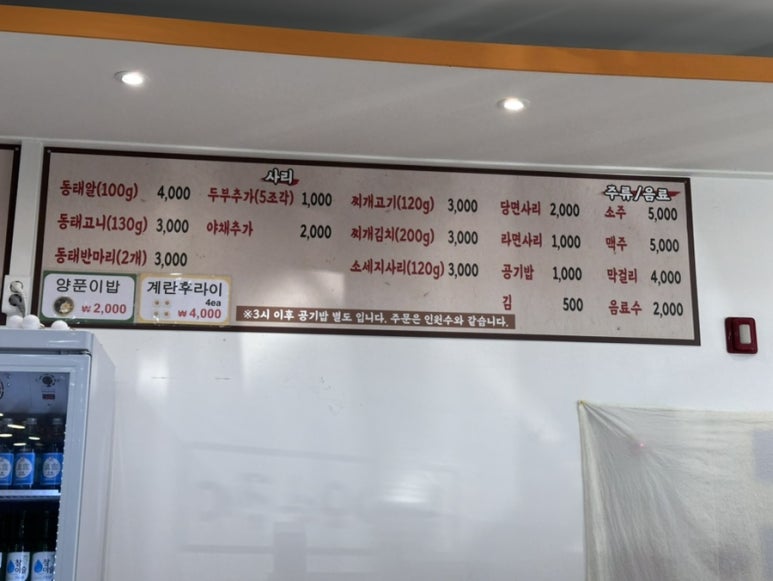 사리
동태알(100g) 4,000
동태고니(130g) 3,000
동태반마리(2개) 3,000
두부추가(5조각) 1,000
야채추가 2,000
찌개고기(120g) 3,000
찌개김치(200g) 3,000
소세지사리(120g) 3,000
당면사리 2,000
라면사리 1,000
공기밥 1,000
김 500
주류/음료
소주 5,000
맥주 5,000
막걸리 4,000
음료수 2,000
양푼이밥
₩2,000
계란후라이
4ea
₩4,000
※3시 이후 공기밥 별도 입니다. 주문은 인원수와 같습니다.